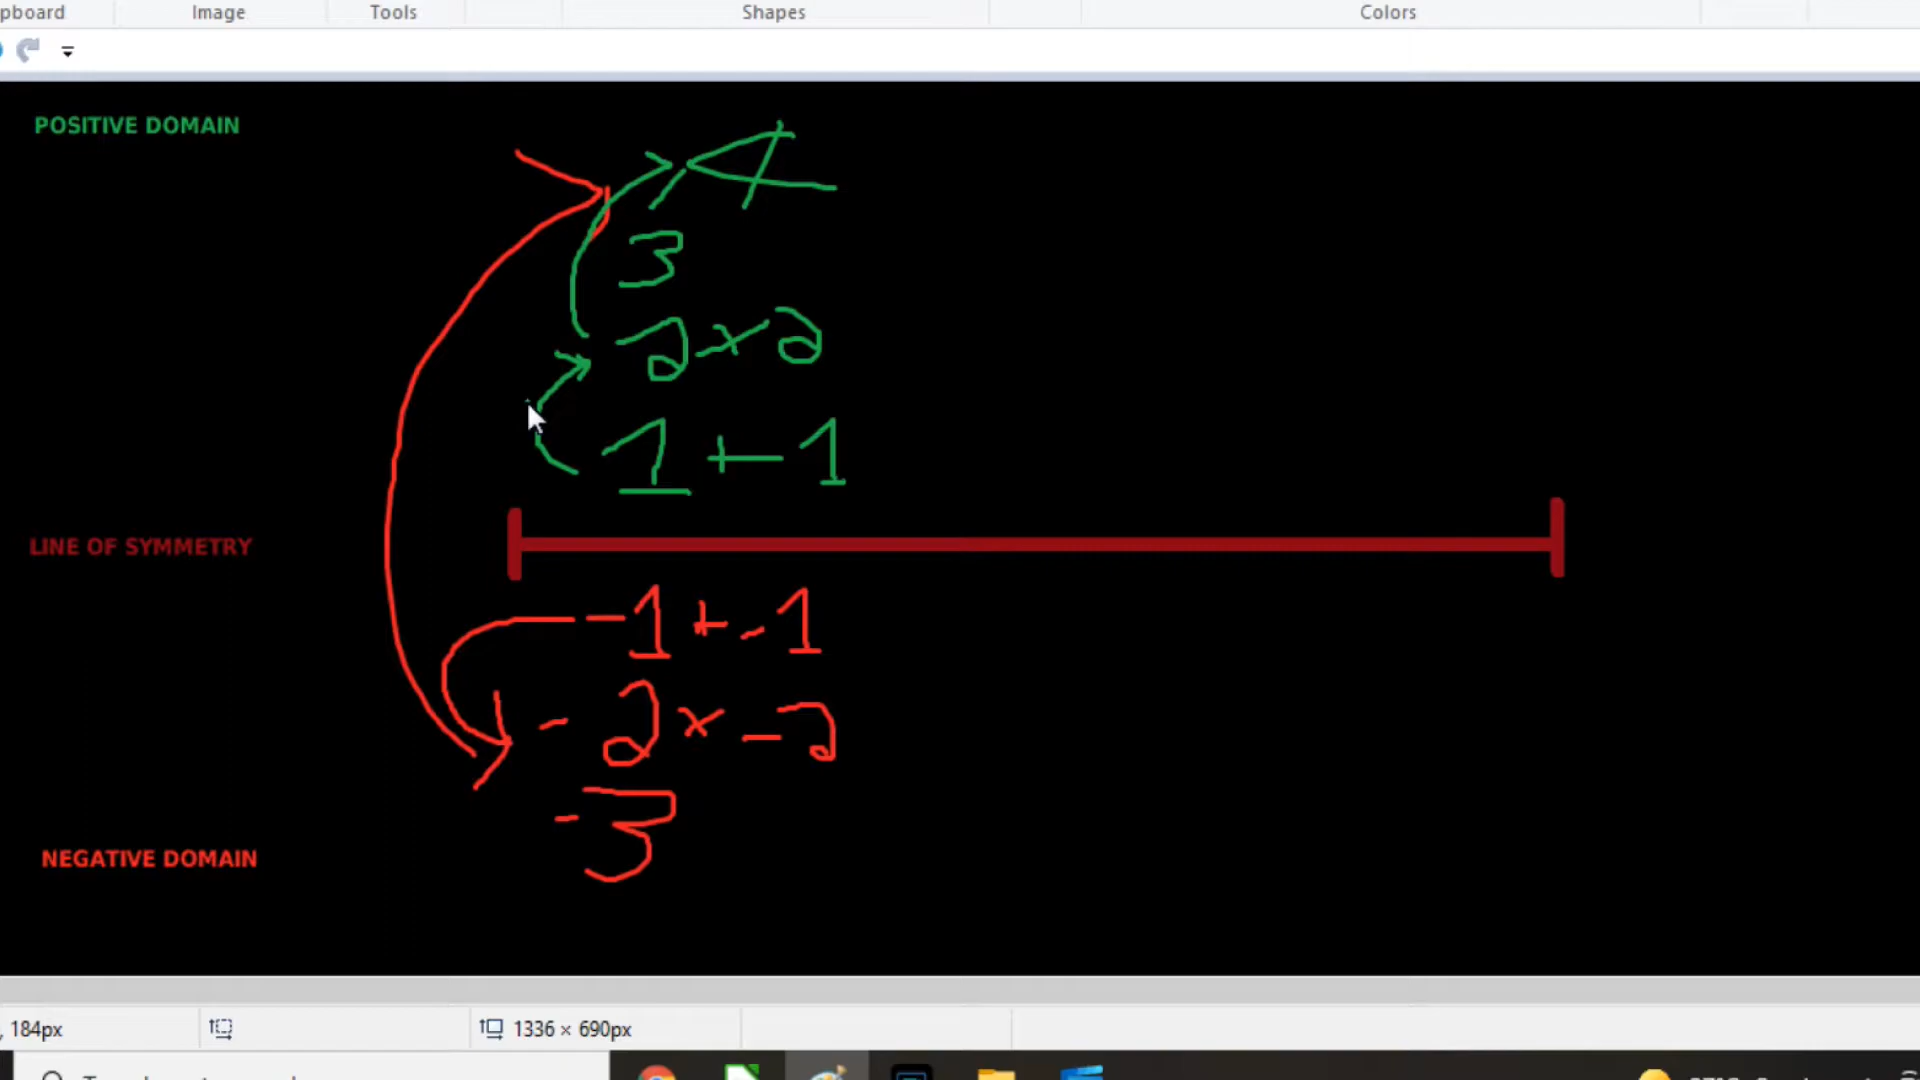 pboard Image Tools Shapes Colors
POSITIVE DOMAIN
4
3
2×2
1+1
LINE OF SYMMETRY
-1+-1
-2×-2
-3
NEGATIVE DOMAIN
, 184px 1336 × 690px